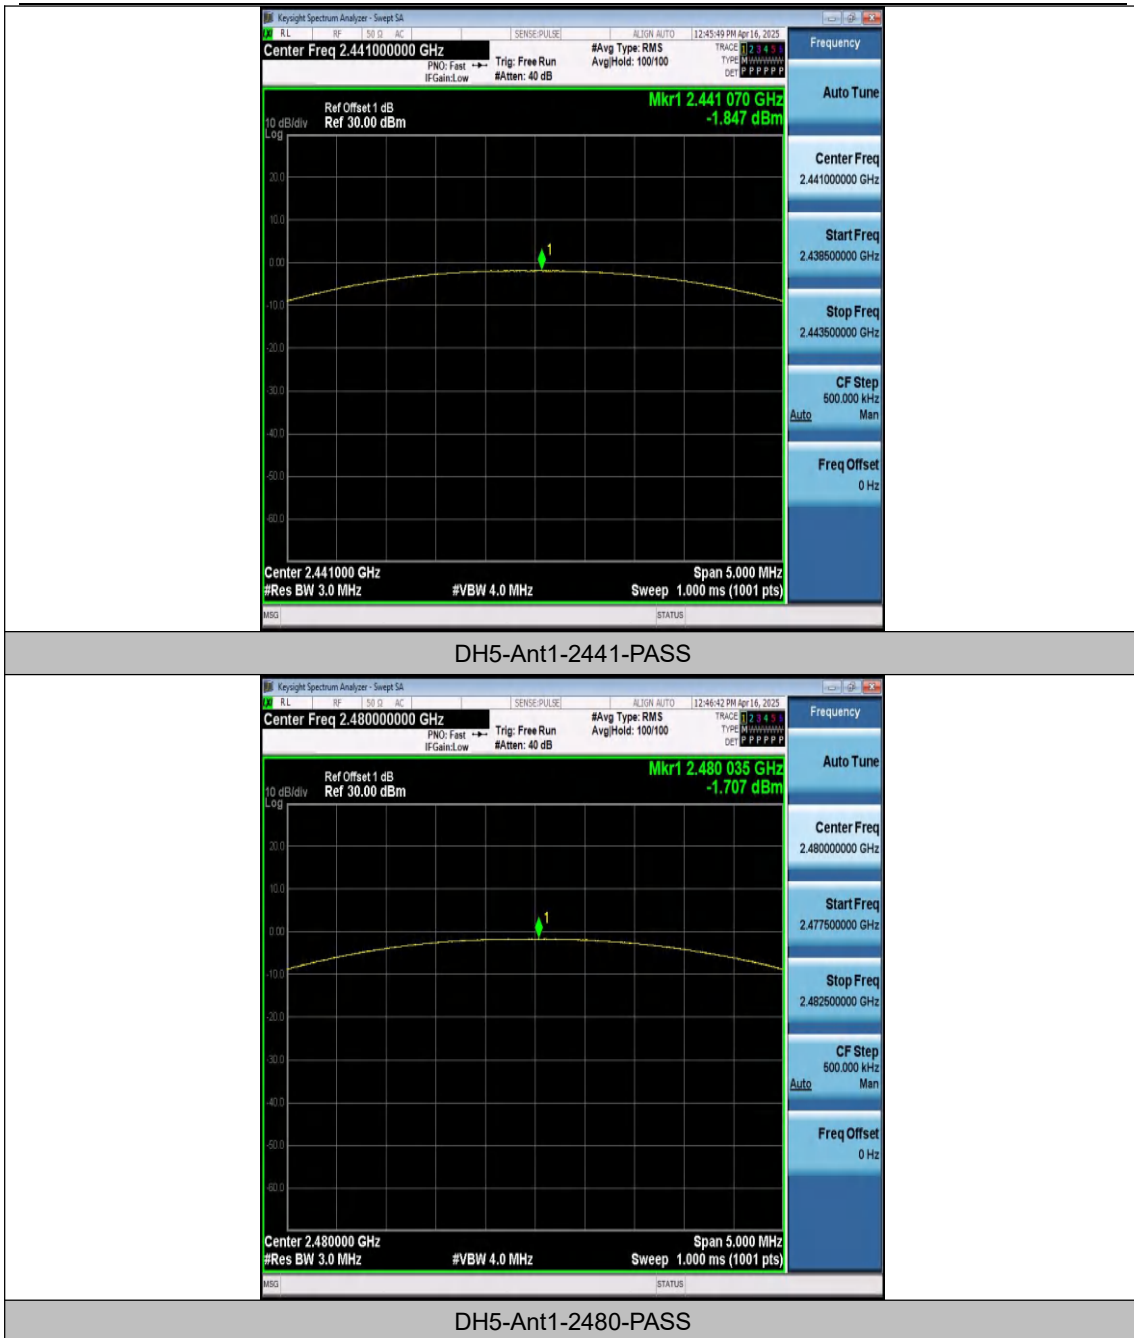 Keysight Spectrum Analyzer - Swept SA
RL RF 50 Ω AC SENSE:PULSE ALIGN AUTO 12:45:49 PM Apr 16, 2025
Center Freq 2.441000000 GHz
#Avg Type: RMS
TRACE 1 2 3 4 5 6
PNO: Fast Trig: Free Run Avg|Hold: 100/100 TYPE M WWWWW
IFGain:Low #Atten: 40 dB DET P P P P P P
Mkr1 2.441 070 GHz
Ref Offset 1 dB
-1.847 dBm
10 dB/div Ref 30.00 dBm
Log
20.0
10.0
0.00
-10.0
-20.0
-30.0
-40.0
-50.0
-60.0
1
Center 2.441000 GHz Span 5.000 MHz
#Res BW 3.0 MHz #VBW 4.0 MHz Sweep 1.000 ms (1001 pts)
MSG STATUS
Frequency
Auto Tune
Center Freq
2.441000000 GHz
Start Freq
2.438500000 GHz
Stop Freq
2.443500000 GHz
CF Step
500.000 kHz
Auto Man
Freq Offset
0 Hz
DH5-Ant1-2441-PASS
Keysight Spectrum Analyzer - Swept SA
RL RF 50 Ω AC SENSE:PULSE ALIGN AUTO 12:46:42 PM Apr 16, 2025
Center Freq 2.480000000 GHz
#Avg Type: RMS
TRACE 1 2 3 4 5 6
PNO: Fast Trig: Free Run Avg|Hold: 100/100 TYPE M WWWWW
IFGain:Low #Atten: 40 dB DET P P P P P P
Mkr1 2.480 035 GHz
Ref Offset 1 dB
-1.707 dBm
10 dB/div Ref 30.00 dBm
Log
20.0
10.0
0.00
-10.0
-20.0
-30.0
-40.0
-50.0
-60.0
1
Center 2.480000 GHz Span 5.000 MHz
#Res BW 3.0 MHz #VBW 4.0 MHz Sweep 1.000 ms (1001 pts)
MSG STATUS
Frequency
Auto Tune
Center Freq
2.480000000 GHz
Start Freq
2.477500000 GHz
Stop Freq
2.482500000 GHz
CF Step
500.000 kHz
Auto Man
Freq Offset
0 Hz
DH5-Ant1-2480-PASS